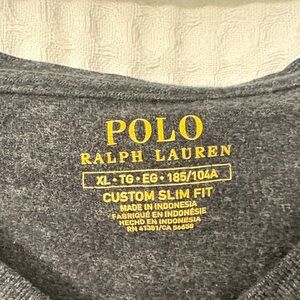 POLO
RALPH LAUREN
XL • TG • EG • 185/104A
CUSTOM SLIM FIT
MADE IN INDONESIA
FABRIQUÉ EN INDONÉSIE
HECHO EN INDONESIA
RN 41381/CA 56658